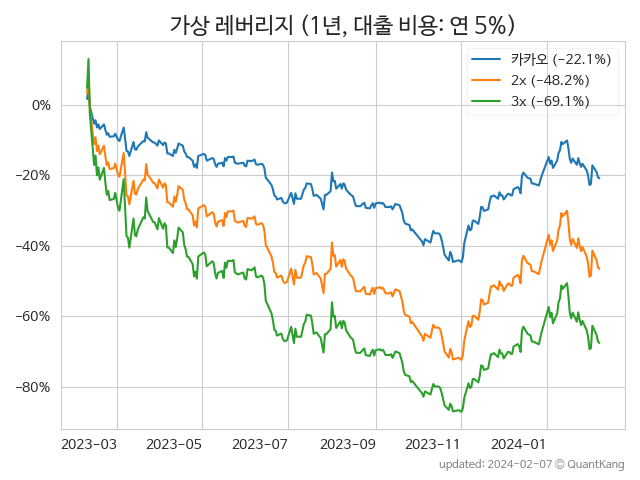 가상 레버리지 (1년, 대출 비용: 연 5%)
카카오 (−22.1%)
2x (−48.2%)
3x (−69.1%)
0%
−20%
−40%
−60%
−80%
2023-03 2023-05 2023-07 2023-09 2023-11 2024-01
updated: 2024-02-07 © QuantKang